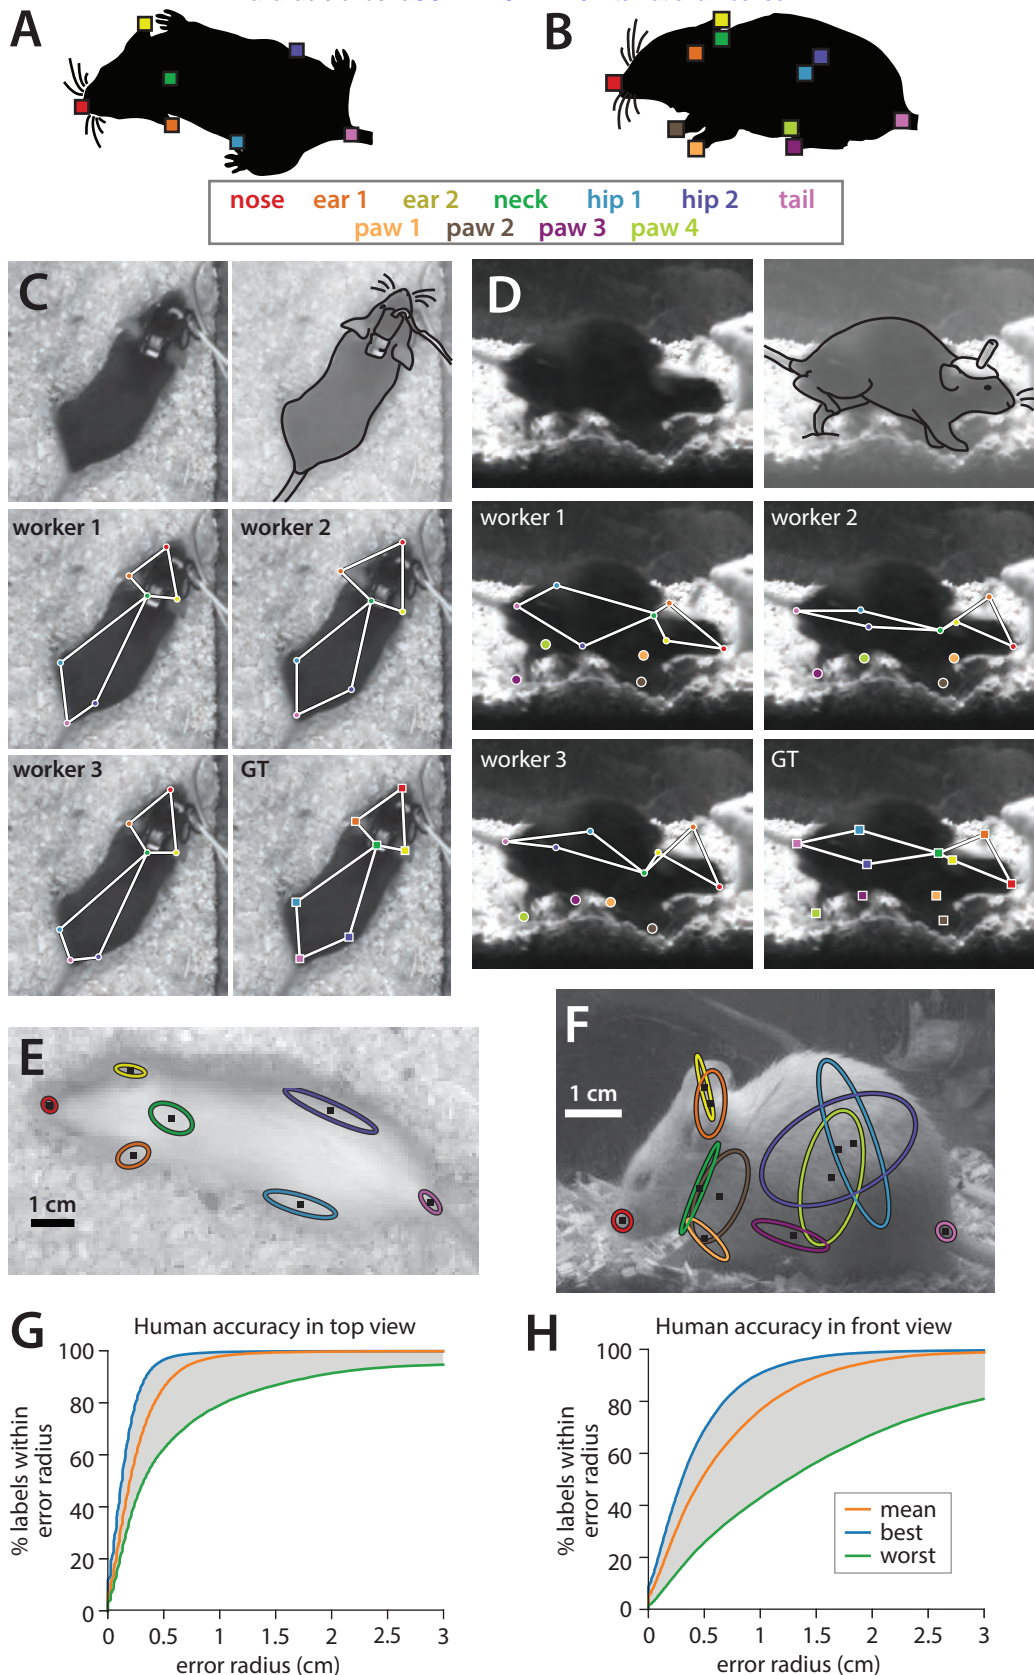 A
B
nose ear 1 ear 2 neck hip 1 hip 2 tail
paw 1 paw 2 paw 3 paw 4
C
D
worker 1
worker 2
worker 1
worker 2
worker 3
GT
worker 3
GT
E
1 cm
F
1 cm
G
Human accuracy in top view
% labels within
error radius
100
80
60
40
20
0
0 0.5 1 1.5 2 2.5 3
error radius (cm)
H
Human accuracy in front view
% labels within
error radius
100
80
60
40
20
0
mean
best
worst
0 0.5 1 1.5 2 2.5 3
error radius (cm)